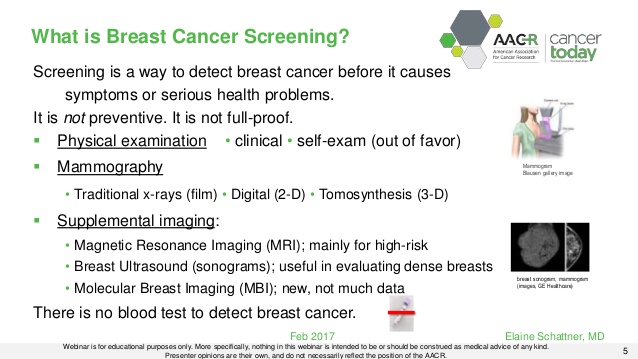 What is Breast Cancer Screening?
AACR
American Association
for Cancer Research
cancer
today
Screening is a way to detect breast cancer before it causes
symptoms or serious health problems.
It is not preventive. It is not full-proof.
▪ Physical examination • clinical • self-exam (out of favor)
▪ Mammography
• Traditional x-rays (film) • Digital (2-D) • Tomosynthesis (3-D)
▪ Supplemental imaging:
• Magnetic Resonance Imaging (MRI); mainly for high-risk
• Breast Ultrasound (sonograms); useful in evaluating dense breasts
• Molecular Breast Imaging (MBI); new, not much data
There is no blood test to detect breast cancer.
Mammogram
Blausen gallery image
breast sonogram, mammogram
(images, GE Healthcare)
Feb 2017
Elaine Schattner, MD
Webinar is for educational purposes only. More specifically, nothing in this webinar is intended to be or should be construed as medical advice of any kind.
Presenter opinions are their own, and do not necessarily reflect the position of the AACR.
5